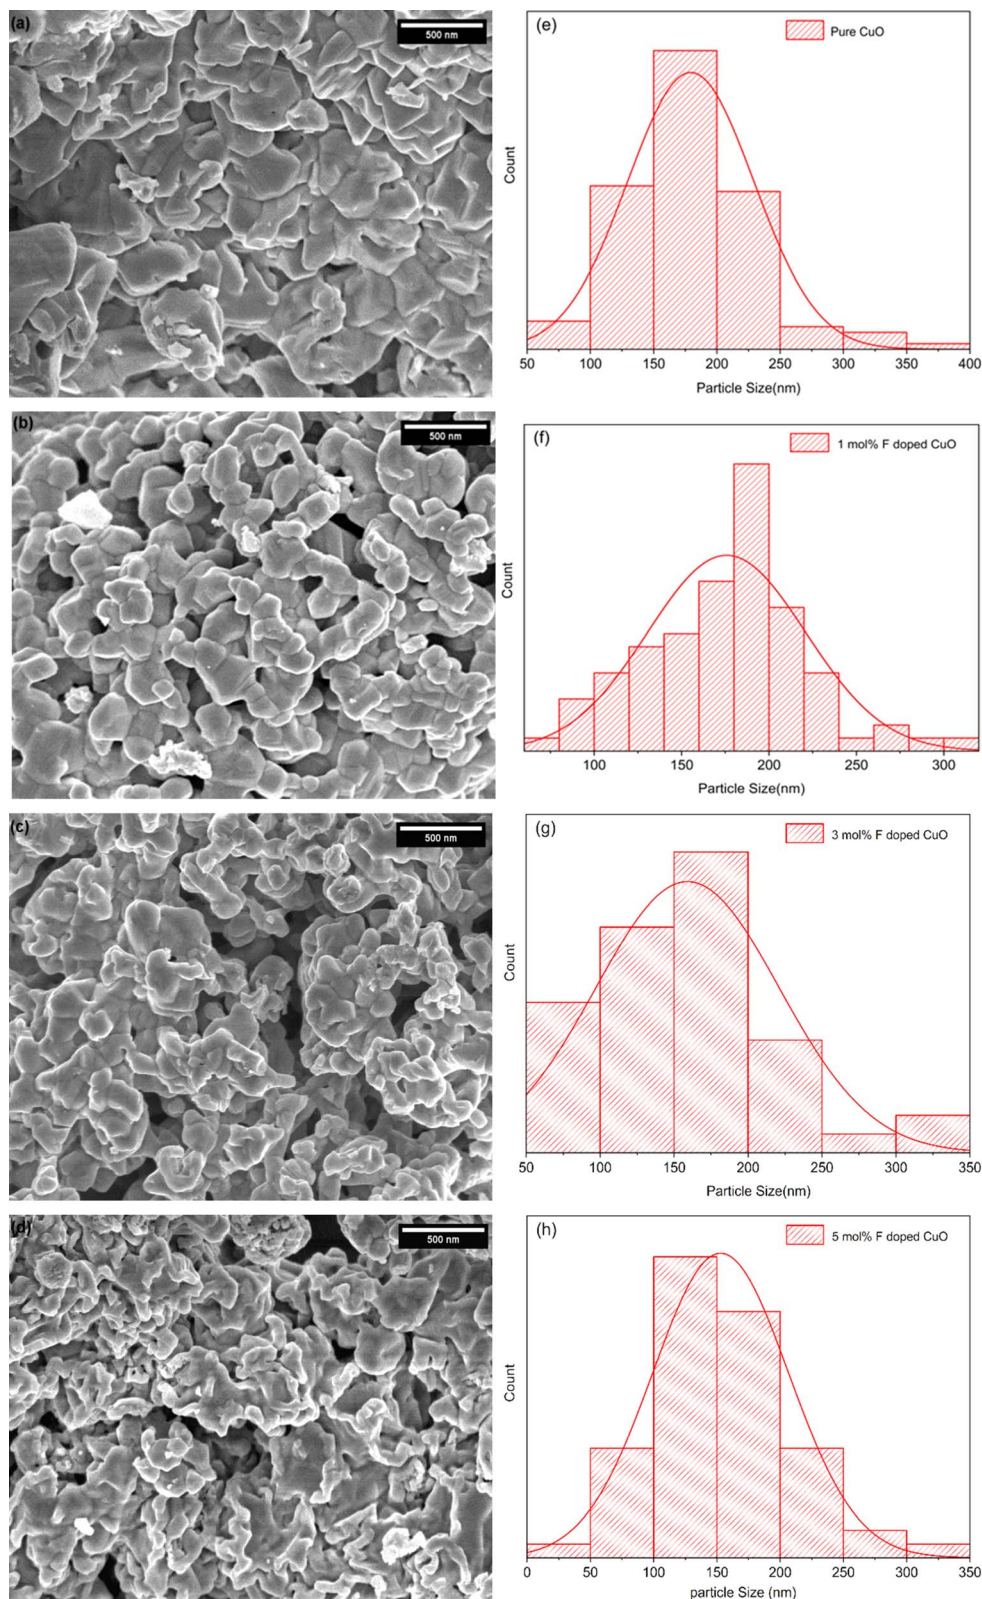 (a)
500 nm
(e)
Pure CuO
Count
50 100 150 200 250 300 350 400
Particle Size(nm)
(b)
500 nm
(f)
1 mol% F doped CuO
Count
100 150 200 250 300
Particle Size(nm)
(c)
500 nm
(g)
3 mol% F doped CuO
Count
50 100 150 200 250 300 350
Particle Size(nm)
(d)
500 nm
(h)
5 mol% F doped CuO
Count
0 50 100 150 200 250 300 350
particle Size (nm)